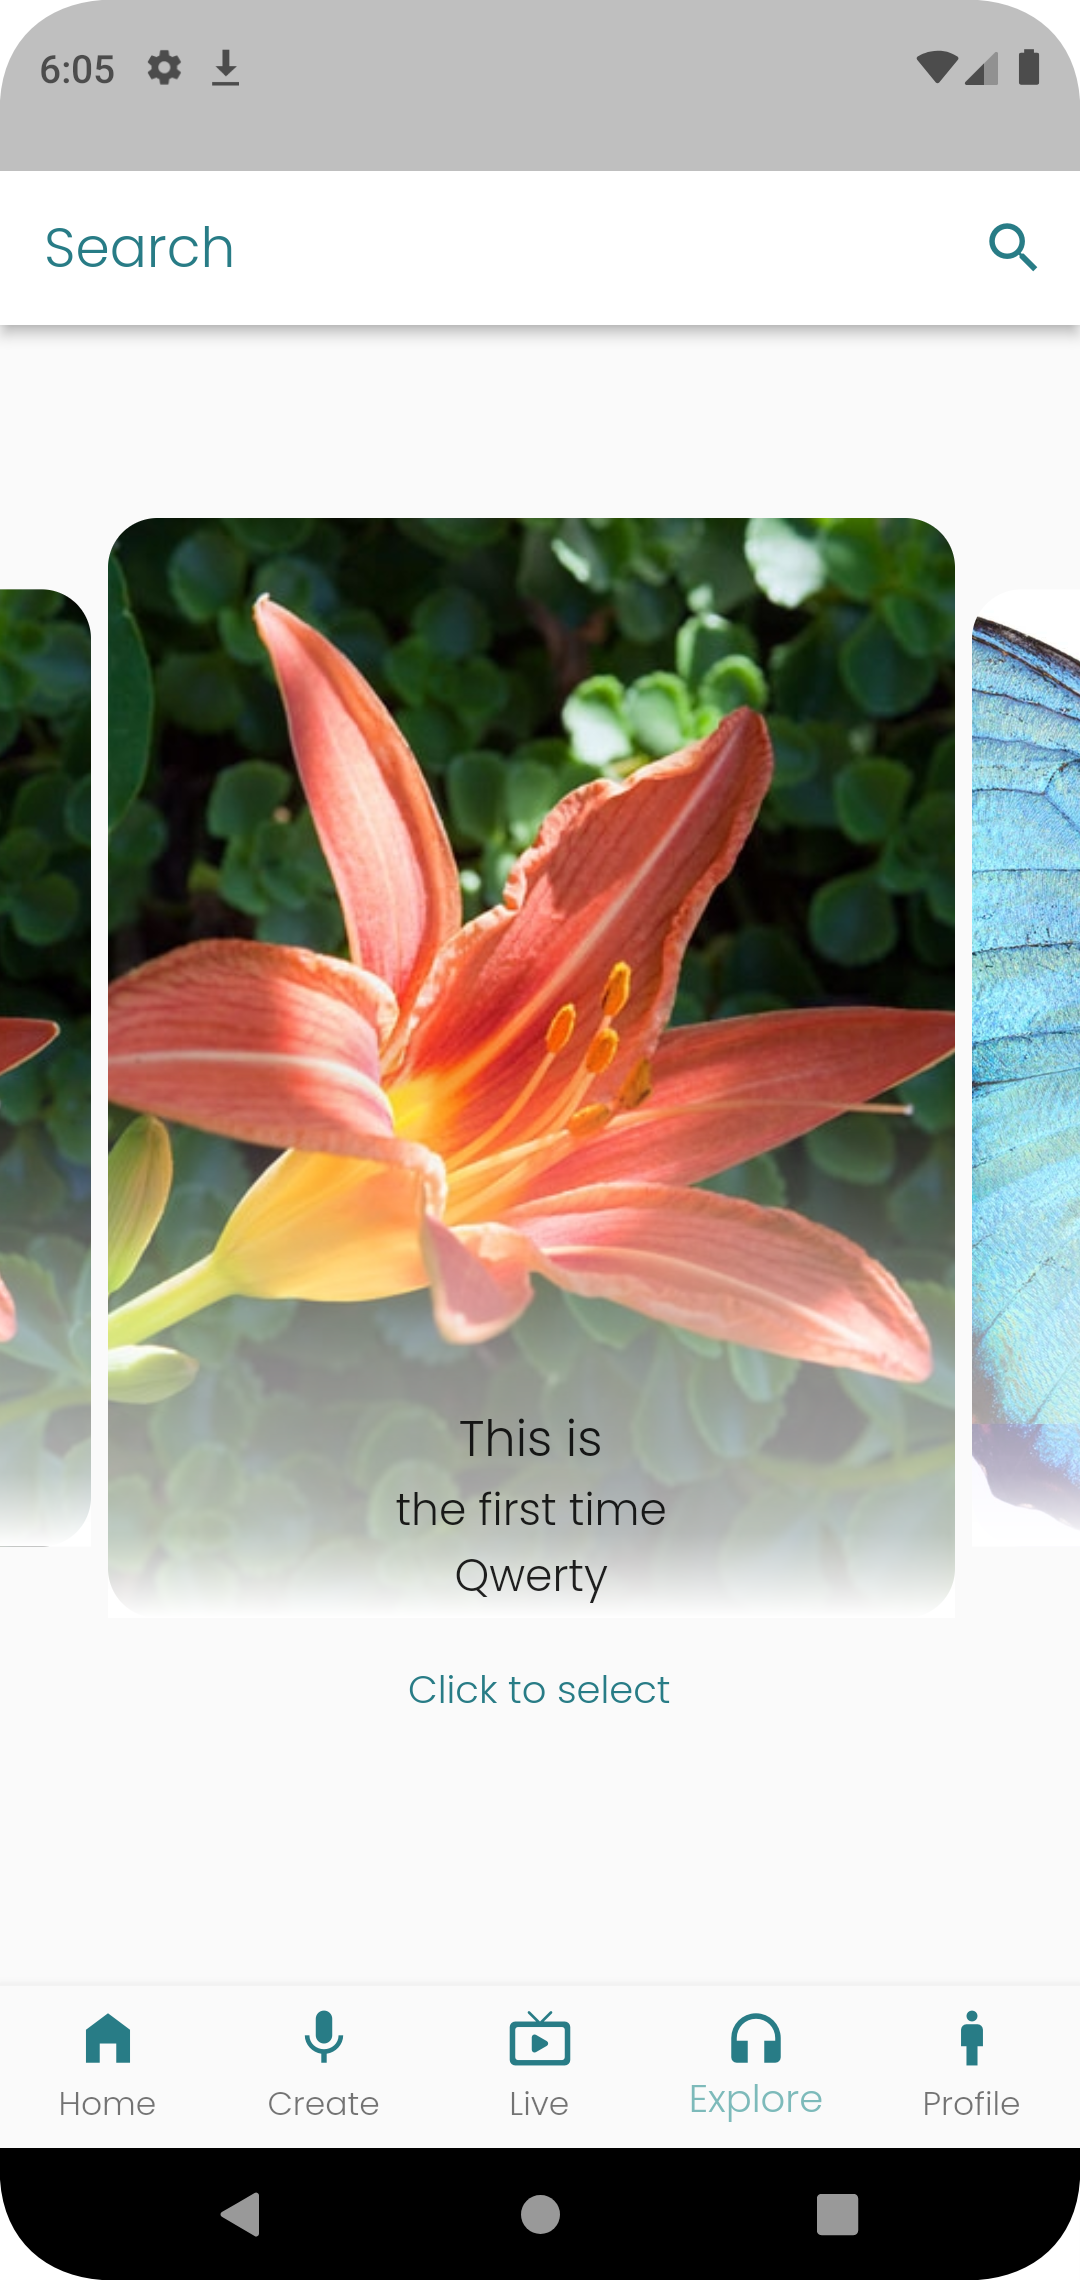 6:05
Search
This is
the first time
Qwerty
Click to select
Home
Create
Live
Explore
Profile